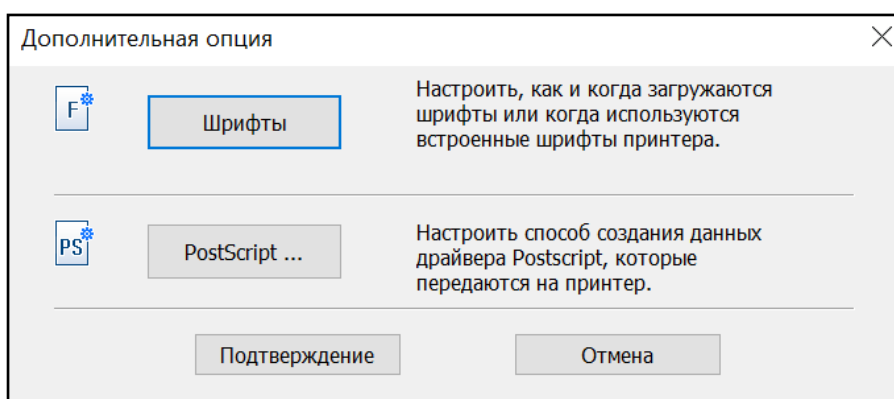 Дополнительная опция
F
Шрифты
Настроить, как и когда загружаются
шрифты или когда используются
встроенные шрифты принтера.
PS
PostScript ...
Настроить способ создания данных
драйвера Postscript, которые
передаются на принтер.
Подтверждение
Отмена